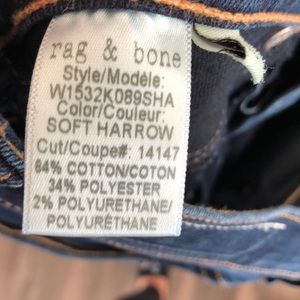 rag & bone
Style/Modèle:
W1532K089SHA
Color/Couleur:
SOFT HARROW
Cut/Coupe#: 14147
64% COTTON/COTON
34% POLYESTER
2% POLYURETHANE/
POLYURÉTHANE